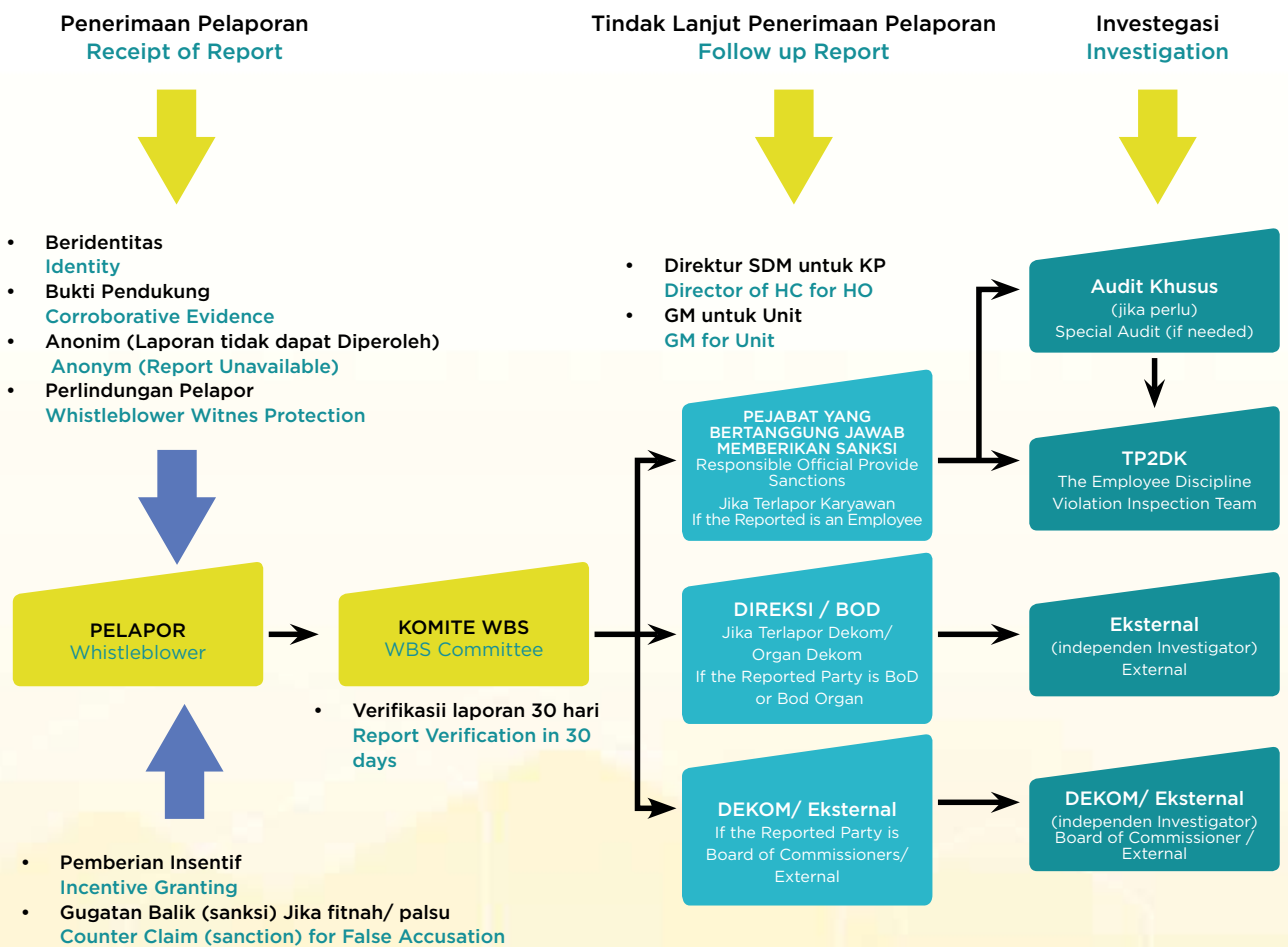 Penerimaan Pelaporan
Receipt of Report
Tindak Lanjut Penerimaan Pelaporan
Follow up Report
Investegasi
Investigation
• Beridentitas
Identity
• Bukti Pendukung
Corroborative Evidence
• Anonim (Laporan tidak dapat Diperoleh)
Anonym (Report Unavailable)
• Perlindungan Pelapor
Whistleblower Witnes Protection
PELAPOR
Whistleblower
• Pemberian Insentif
Incentive Granting
• Gugatan Balik (sanksi) Jika fitnah/ palsu
Counter Claim (sanction) for False Accusation
KOMITE WBS
WBS Committee
• Verifikasii laporan 30 hari
Report Verification in 30
days
• Direktur SDM untuk KP
Director of HC for HO
• GM untuk Unit
GM for Unit
PEJABAT YANG
BERTANGGUNG JAWAB
MEMBERIKAN SANKSI
Responsible Official Provide
Sanctions
Jika Terlapor Karyawan
If the Reported is an Employee
DIREKSI / BOD
Jika Terlapor Dekom/
Organ Dekom
If the Reported Party is BoD
or Bod Organ
DEKOM/ Eksternal
If the Reported Party is
Board of Commissioners/
External
Audit Khusus
(jika perlu)
Special Audit (if needed)
TP2DK
The Employee Discipline
Violation Inspection Team
Eksternal
(independen Investigator)
External
DEKOM/ Eksternal
(independen Investigator)
Board of Commissioner /
External